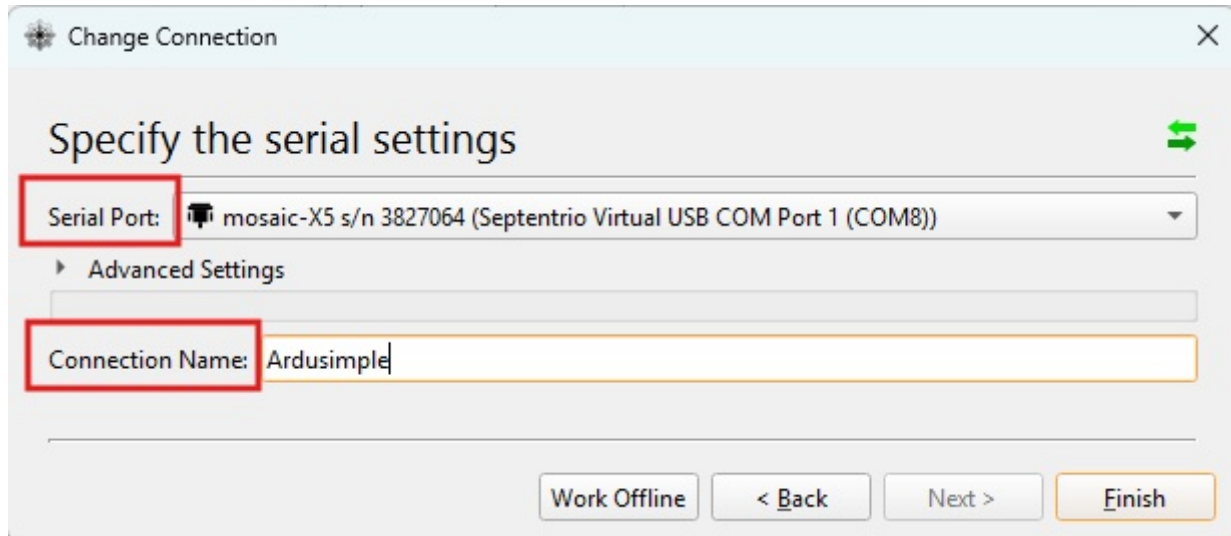 Change Connection
Specify the serial settings
Serial Port: mosaic-X5 s/n 3827064 (Septentrio Virtual USB COM Port 1 (COM8))
Advanced Settings
Connection Name: Ardusimple
Work Offline < Back Next > Finish